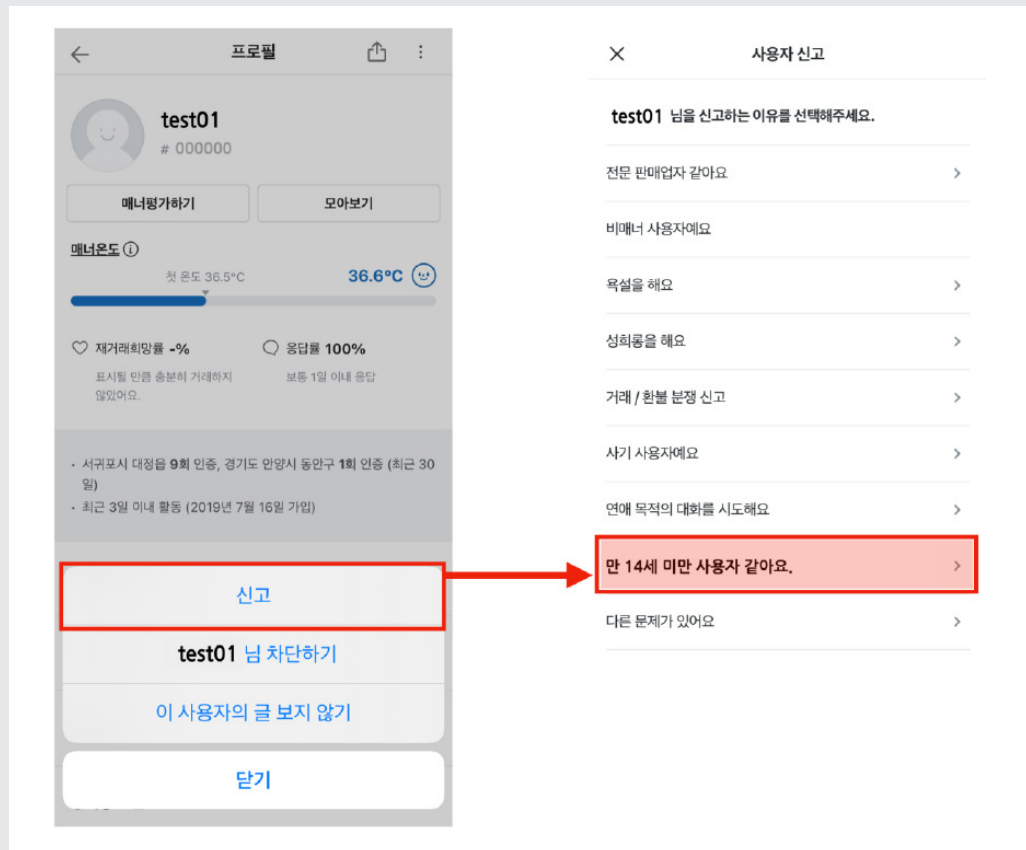 프로필
test01
# 000000
매너평가하기
모아보기
매너온도
첫 온도 36.5°C
36.6°C
재거래희망률 -%
응답률 100%
표시될 만큼 충분히 거래하지
않았어요.
보통 1일 이내 응답
· 서귀포시 대정읍 9회 인증, 경기도 안양시 동안구 1회 인증 (최근 30
일)
· 최근 3일 이내 활동 (2019년 7월 16일 가입)
신고
test01 님 차단하기
이 사용자의 글 보지 않기
닫기
사용자 신고
test01 님을 신고하는 이유를 선택해주세요.
전문 판매업자 같아요
비매너 사용자예요
욕설을 해요
성희롱을 해요
거래 / 환불 분쟁 신고
사기 사용자예요
연애 목적의 대화를 시도해요
만 14세 미만 사용자 같아요.
다른 문제가 있어요